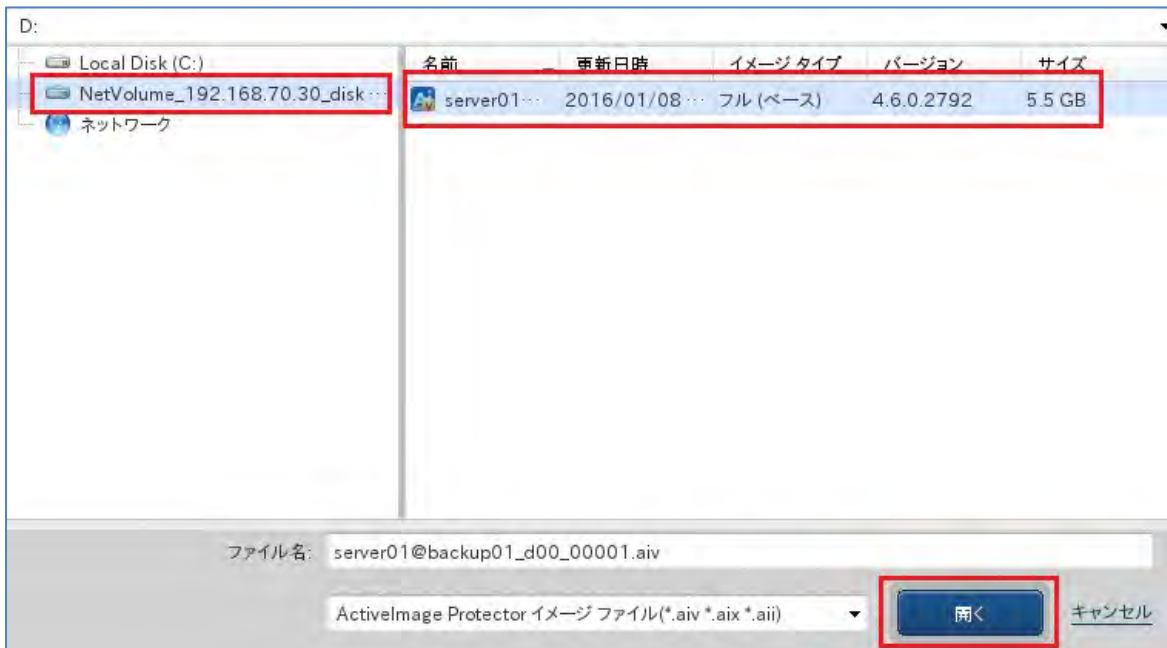 D:
Local Disk (C:)
NetVolume_192.168.70.30_disk…
ネットワーク
名前 更新日時 イメージ タイプ バージョン サイズ
server01… 2016/01/08… フル (ベース) 4.6.0.2792 5.5 GB
ファイル名: server01@backup01_d00_00001.aiv
ActiveImage Protector イメージ ファイル(*.aiv *.aix *.aii)
開く キャンセル